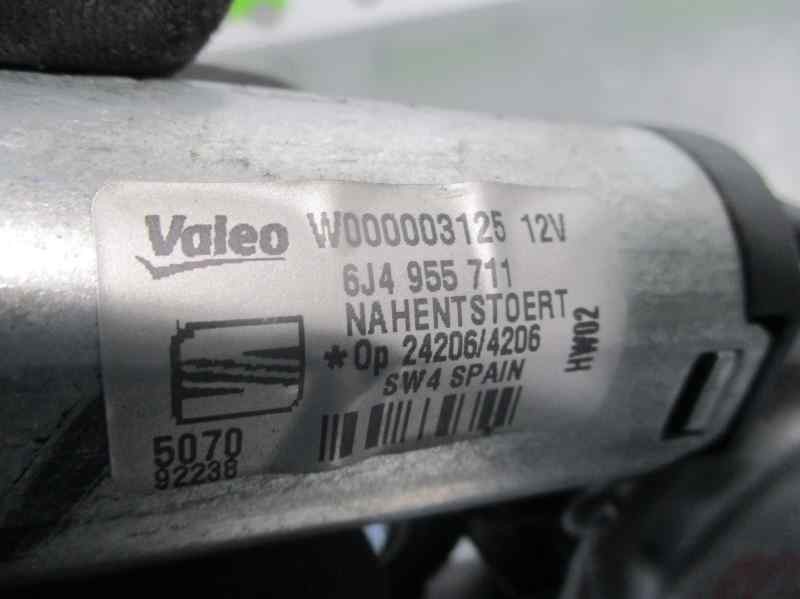 Valeo W000003125 12V
6J4 955 711
NAHENTSTOERT
*Op 24206/4206
SW4 SPAIN
HW02
5070
92238